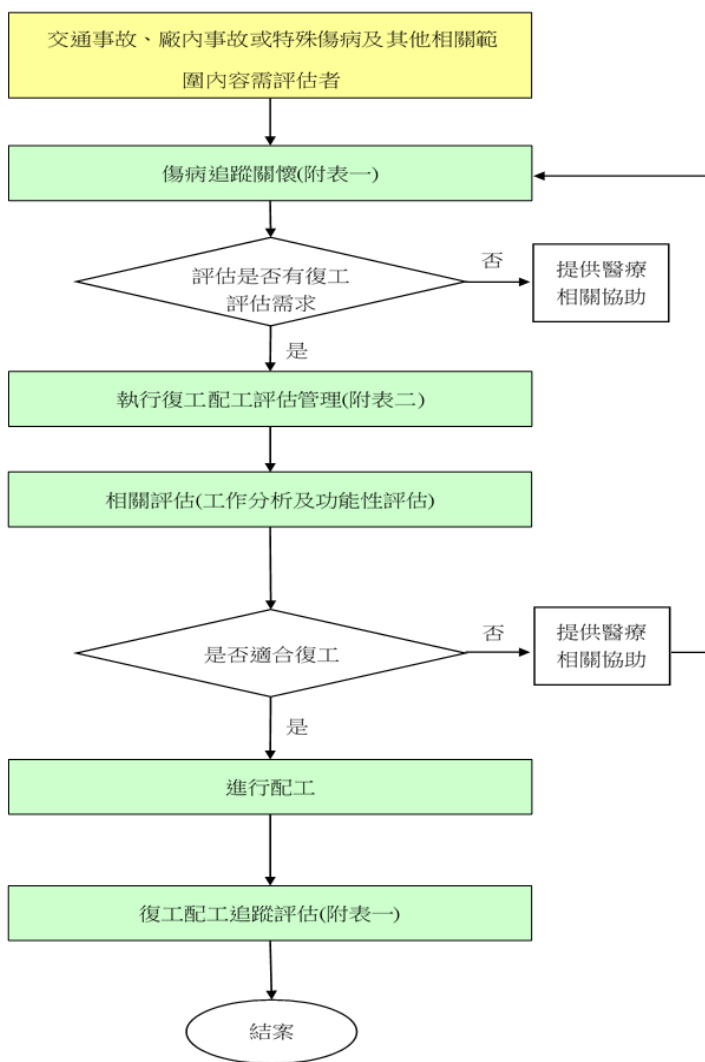 交通事故、廠內事故或特殊傷病及其他相關範
圍內容需評估者
傷病追蹤關懷(附表一)
評估是否有復工
評估需求
否
提供醫療
相關協助
是
執行復工配工評估管理(附表二)
相關評估(工作分析及功能性評估)
是否適合復工
否
提供醫療
相關協助
是
進行配工
復工配工追蹤評估(附表一)
結案